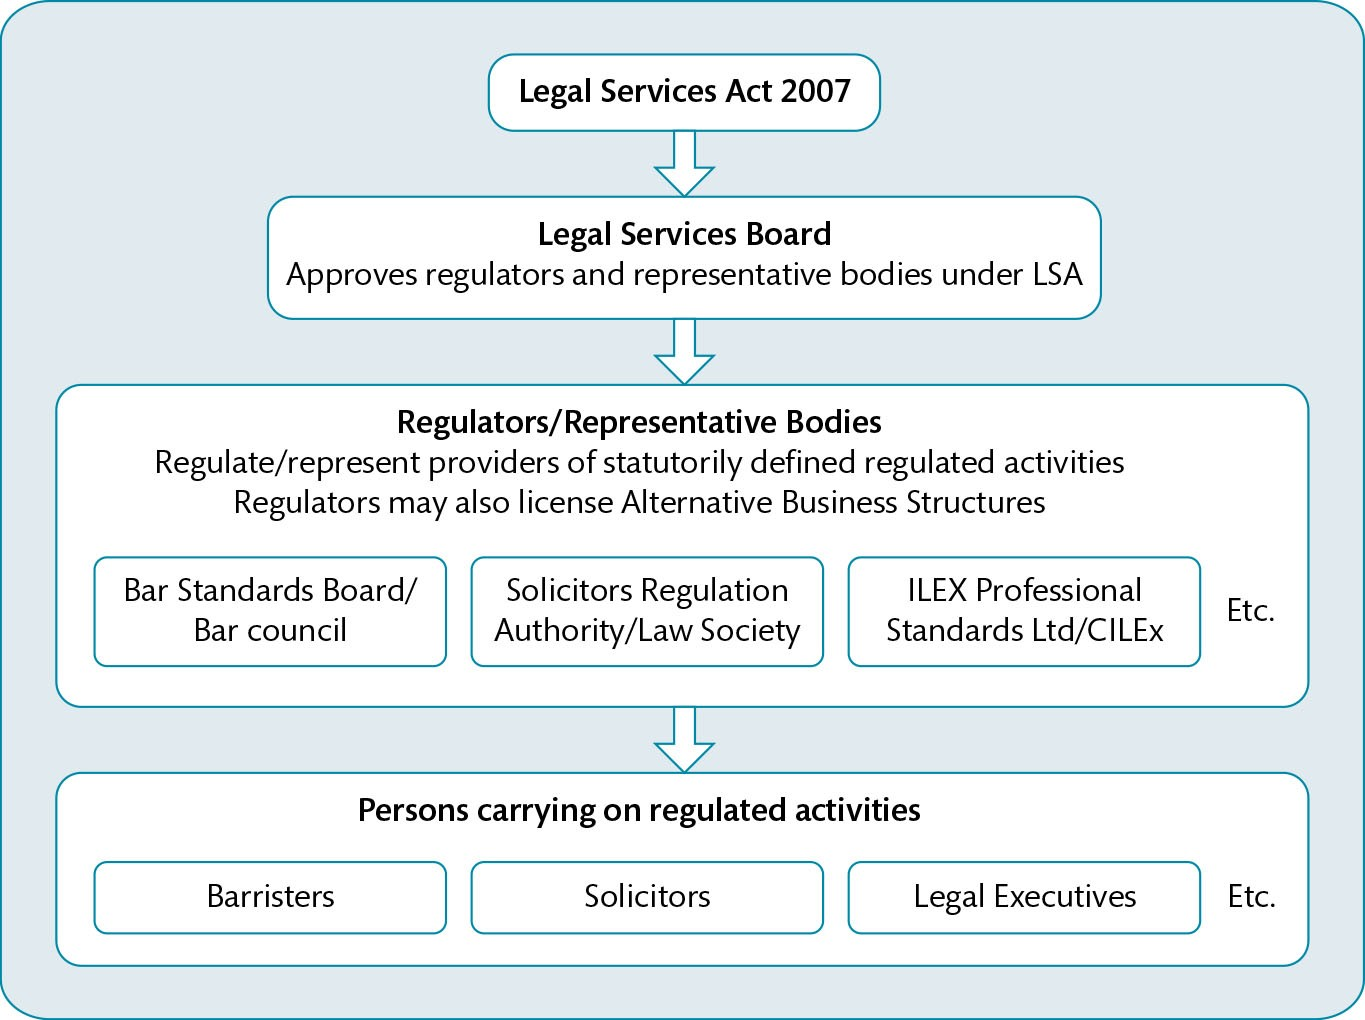 Legal Services Act 2007
Legal Services Board
Approves regulators and representative bodies under LSA
Regulators/Representative Bodies
Regulate/represent providers of statutorily defined regulated activities
Regulators may also license Alternative Business Structures
Bar Standards Board/
Bar council
Solicitors Regulation
Authority/Law Society
ILEX Professional
Standards Ltd/CILEx
Etc.
Persons carrying on regulated activities
Barristers
Solicitors
Legal Executives
Etc.